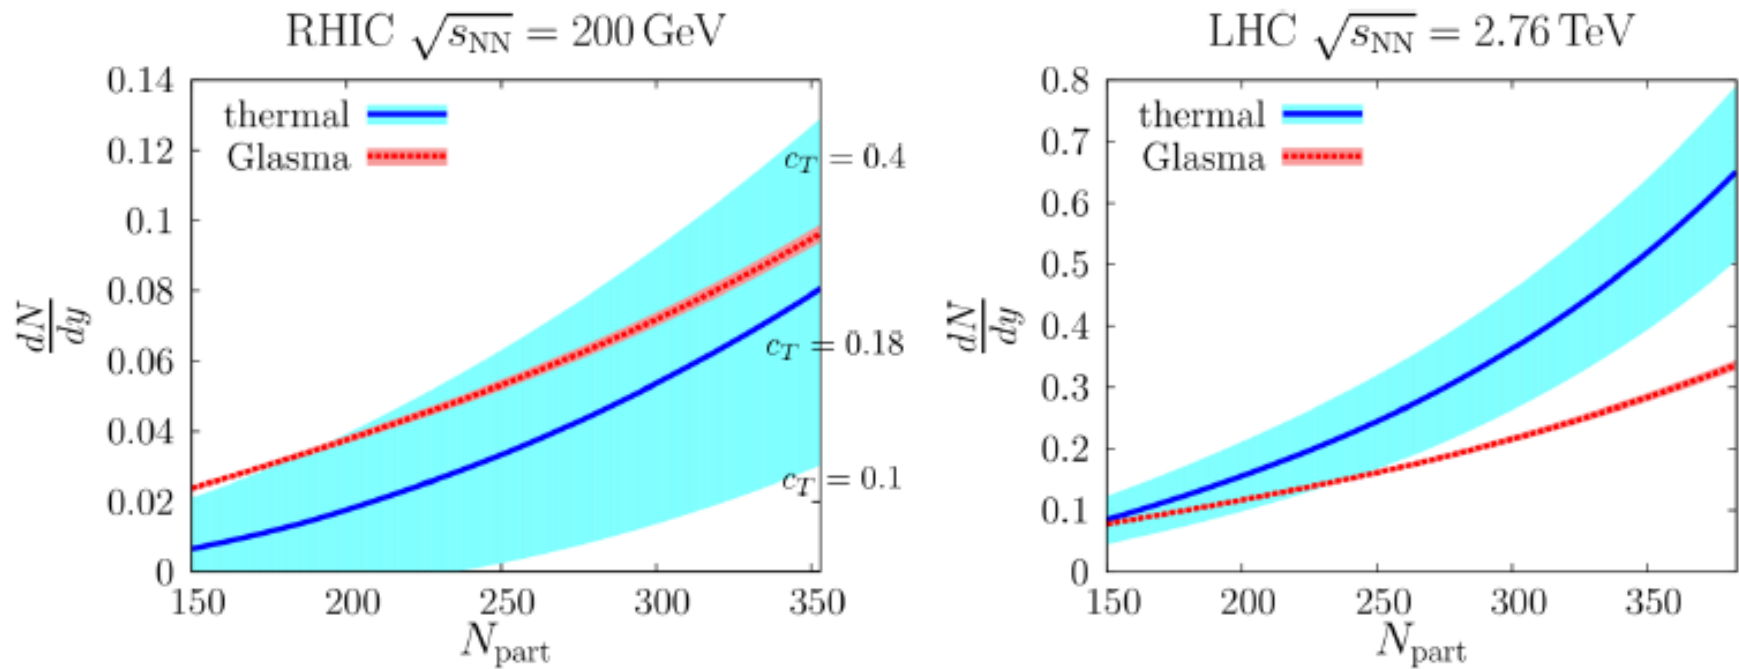 RHIC √sNN = 200 GeV
0.14
0.12
0.1
0.08
0.06
0.04
0.02
0
thermal
Glasma
cT = 0.4
cT = 0.18
cT = 0.1
dN
dy
150 200 250 300 350
Npart
LHC √sNN = 2.76 TeV
0.8
0.7
0.6
0.5
0.4
0.3
0.2
0.1
0
thermal
Glasma
dN
dy
150 200 250 300 350
Npart